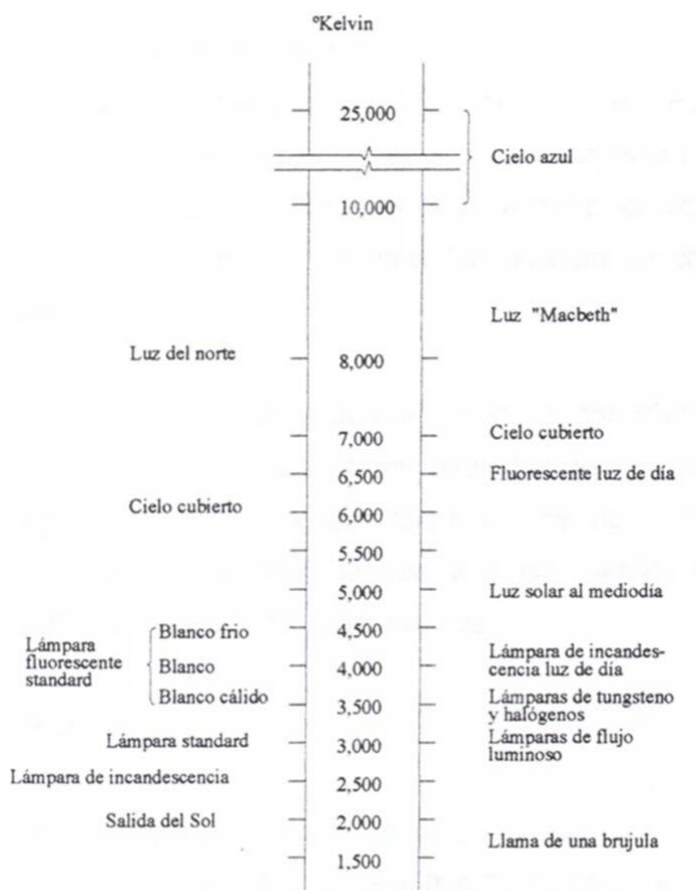 ºKelvin
25,000
Cielo azul
10,000
Luz "Macbeth"
Luz del norte
8,000
7,000
Cielo cubierto
6,500
Fluorescente luz de día
Cielo cubierto
6,000
5,500
5,000
Luz solar al mediodía
4,500
Blanco frio
Lámpara
fluorescente
standard
Blanco
4,000
Lámpara de incandes-
cencia luz de día
Blanco cálido
3,500
Lámparas de tungsteno
y halógenos
Lámpara standard
3,000
Lámparas de flujo
luminoso
Lámpara de incandescencia
2,500
Salida del Sol
2,000
Llama de una brujula
1,500